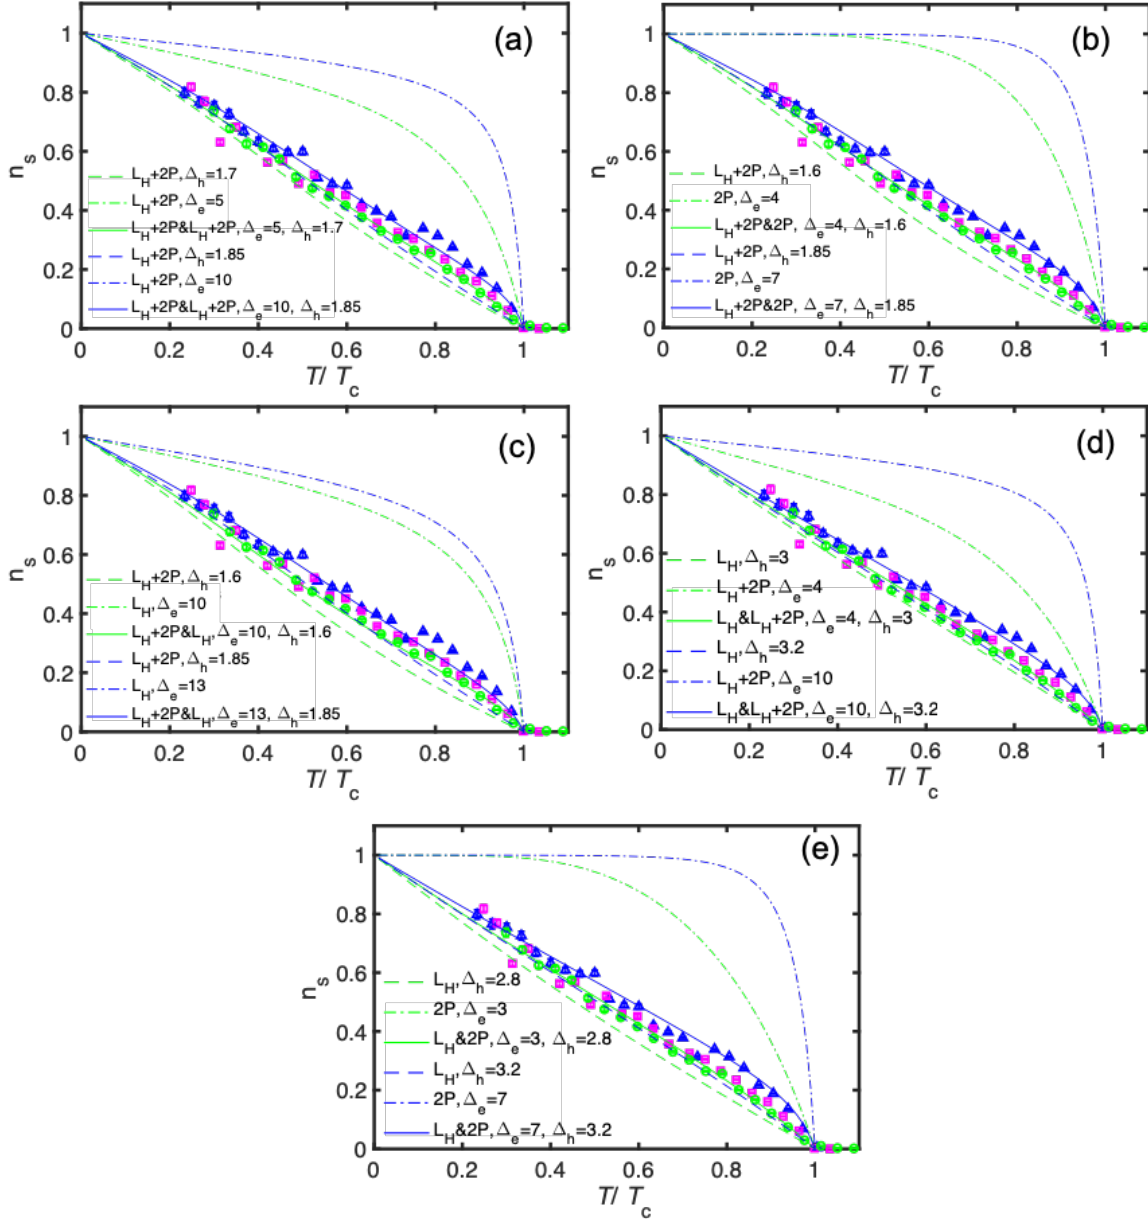 (a)
n_s
1
0.8
0.6
0.4
0.2
0
L_H+2P, Δ_h=1.7
L_H+2P, Δ_e=5
L_H+2P&L_H+2P, Δ_e=5, Δ_h=1.7
L_H+2P, Δ_h=1.85
L_H+2P, Δ_e=10
L_H+2P&L_H+2P, Δ_e=10, Δ_h=1.85
0 0.2 0.4 0.6 0.8 1
T/ T_c
(b)
n_s
1
0.8
0.6
0.4
0.2
0
L_H+2P, Δ_h=1.6
2P, Δ_e=4
L_H+2P&2P, Δ_e=4, Δ_h=1.6
L_H+2P, Δ_h=1.85
2P, Δ_e=7
L_H+2P&2P, Δ_e=7, Δ_h=1.85
0 0.2 0.4 0.6 0.8 1
T/ T_c
(c)
n_s
1
0.8
0.6
0.4
0.2
0
L_H+2P, Δ_h=1.6
L_H, Δ_e=10
L_H+2P&L_H, Δ_e=10, Δ_h=1.6
L_H+2P, Δ_h=1.85
L_H, Δ_e=13
L_H+2P&L_H, Δ_e=13, Δ_h=1.85
0 0.2 0.4 0.6 0.8 1
T/ T_c
(d)
n_s
1
0.8
0.6
0.4
0.2
0
L_H, Δ_h=3
L_H+2P, Δ_e=4
L_H&L_H+2P, Δ_e=4, Δ_h=3
L_H, Δ_h=3.2
L_H+2P, Δ_e=10
L_H&L_H+2P, Δ_e=10, Δ_h=3.2
0 0.2 0.4 0.6 0.8 1
T/ T_c
(e)
n_s
1
0.8
0.6
0.4
0.2
0
L_H, Δ_h=2.8
2P, Δ_e=3
L_H&2P, Δ_e=3, Δ_h=2.8
L_H, Δ_h=3.2
2P, Δ_e=7
L_H&2P, Δ_e=7, Δ_h=3.2
0 0.2 0.4 0.6 0.8 1
T/ T_c